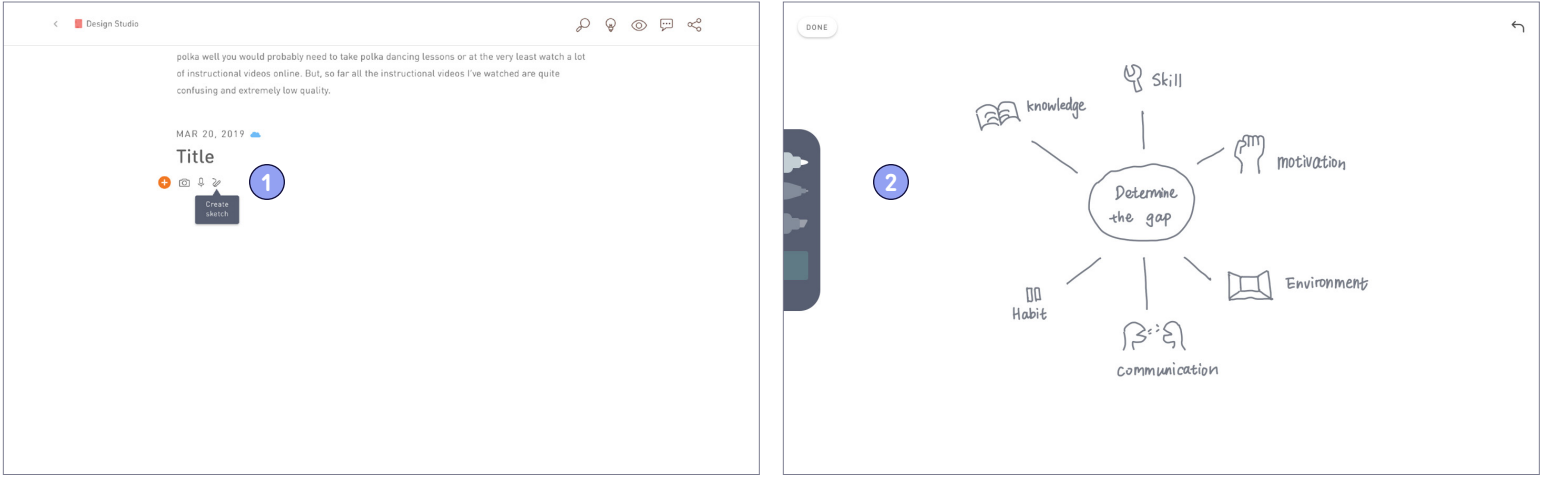 Design Studio
polka well you would probably need to take polka dancing lessons or at the very least watch a lot
of instructional videos online. But, so far all the instructional videos I've watched are quite
confusing and extremely low quality.
MAR 20, 2019
Title
1
Create
sketch
DONE
2
Skill
knowledge
motivation
Determine
the gap
Environment
Habit
communication